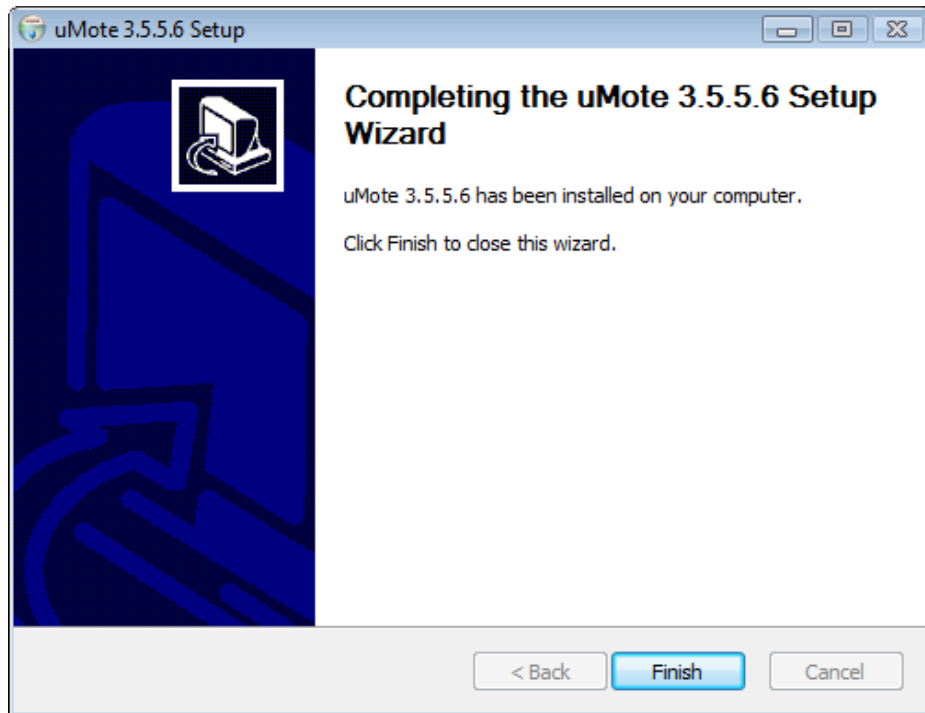 uMote 3.5.5.6 Setup
Completing the uMote 3.5.5.6 Setup
Wizard
uMote 3.5.5.6 has been installed on your computer.
Click Finish to close this wizard.
< Back
Finish
Cancel